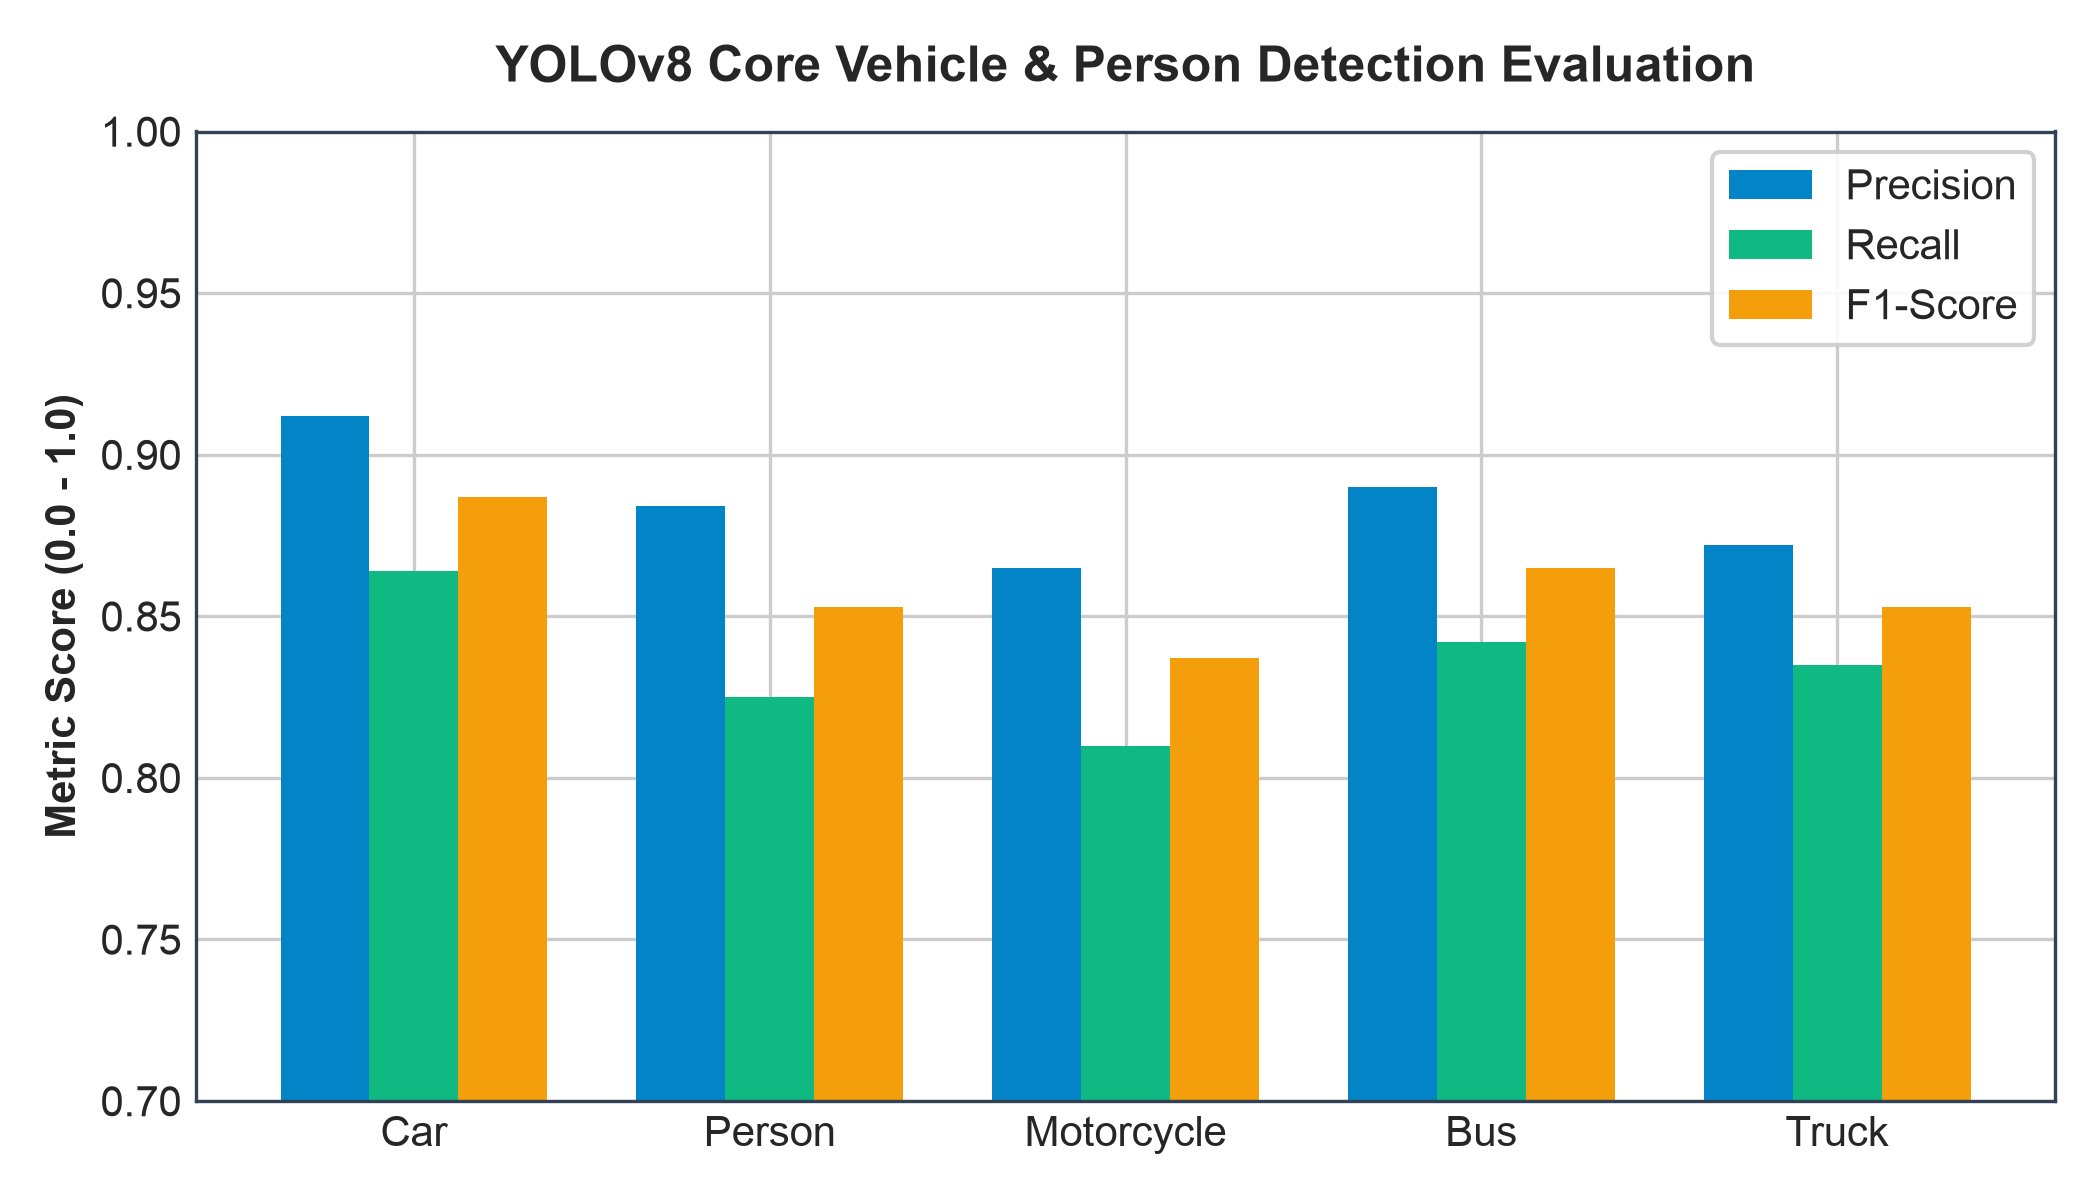 YOLOv8 Core Vehicle & Person Detection Evaluation
Metric Score (0.0 - 1.0)
1.00
0.95
0.90
0.85
0.80
0.75
0.70
Precision
Recall
F1-Score
Car
Person
Motorcycle
Bus
Truck